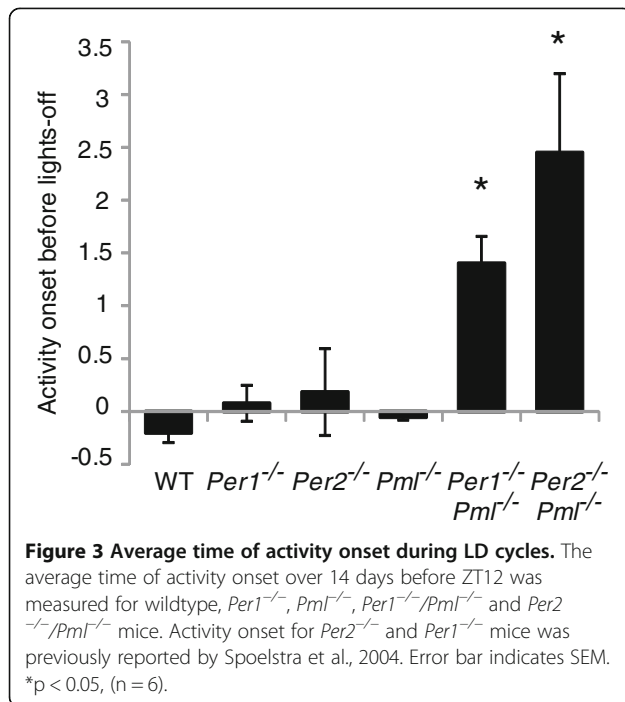 3.5
3
2.5
2
1.5
1
0.5
0
-0.5
Activity onset before lights-off
*
*
WT Per1-/- Per2-/- Pml-/- Per1-/- Per2-/-
Pml-/- Pml-/-
Figure 3 Average time of activity onset during LD cycles. The
average time of activity onset over 14 days before ZT12 was
measured for wildtype, Per1−/−, Pml−/−, Per1−/−/Pml−/− and Per2
−/−/Pml−/− mice. Activity onset for Per2−/− and Per1−/− mice was
previously reported by Spoelstra et al., 2004. Error bar indicates SEM.
*p < 0.05, (n = 6).